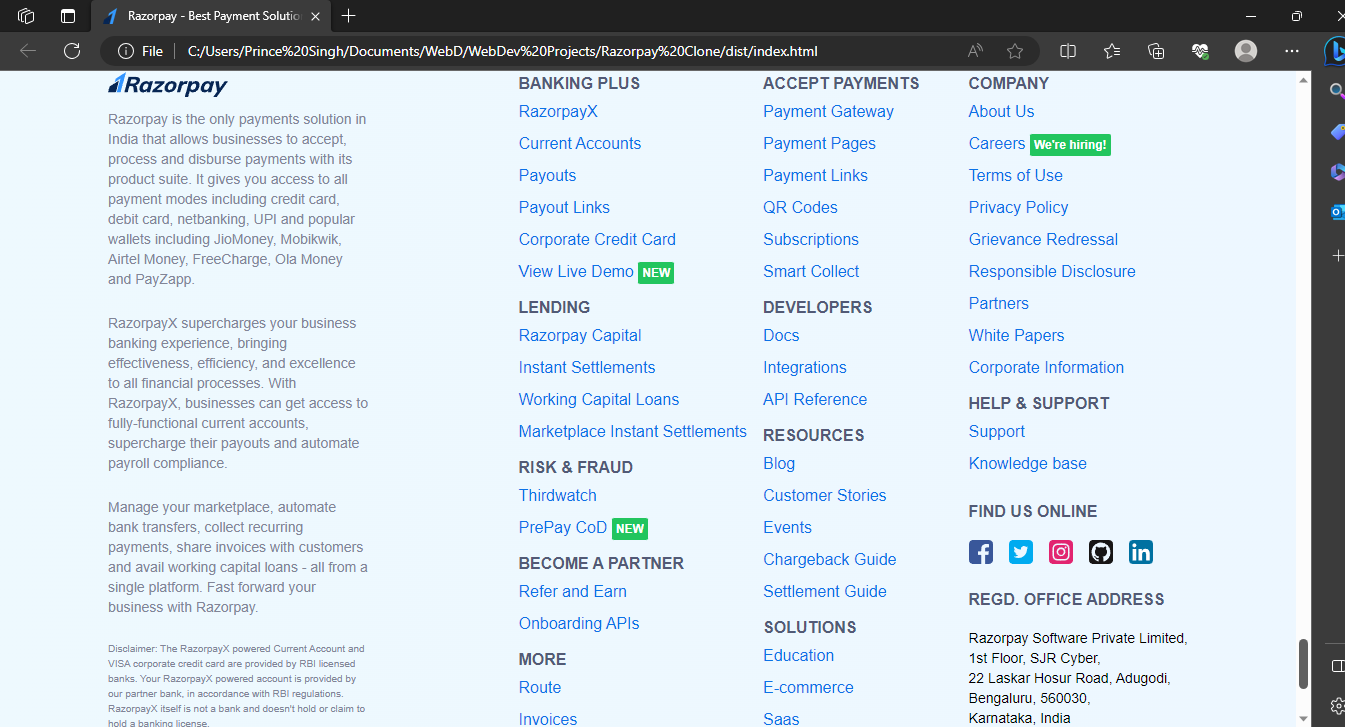 Razorpay - Best Payment Solutio
File
C:/Users/Prince%20Singh/Documents/WebD/WebDev%20Projects/Razorpay%20Clone/dist/index.html
Razorpay
Razorpay is the only payments solution in
India that allows businesses to accept,
process and disburse payments with its
product suite. It gives you access to all
payment modes including credit card,
debit card, netbanking, UPI and popular
wallets including JioMoney, Mobikwik,
Airtel Money, FreeCharge, Ola Money
and PayZapp.
RazorpayX supercharges your business
banking experience, bringing
effectiveness, efficiency, and excellence
to all financial processes. With
RazorpayX, businesses can get access to
fully-functional current accounts,
supercharge their payouts and automate
payroll compliance.
Manage your marketplace, automate
bank transfers, collect recurring
payments, share invoices with customers
and avail working capital loans - all from a
single platform. Fast forward your
business with Razorpay.
Disclaimer: The RazorpayX powered Current Account and
VISA corporate credit card are provided by RBI licensed
banks. Your RazorpayX powered account is provided by
our partner bank, in accordance with RBI regulations.
RazorpayX itself is not a bank and doesn't hold or claim to
hold a banking license.
BANKING PLUS
RazorpayX
Current Accounts
Payouts
Payout Links
Corporate Credit Card
View Live Demo NEW
LENDING
Razorpay Capital
Instant Settlements
Working Capital Loans
Marketplace Instant Settlements
RISK & FRAUD
Thirdwatch
PrePay CoD NEW
BECOME A PARTNER
Refer and Earn
Onboarding APIs
MORE
Route
Invoices
ACCEPT PAYMENTS
Payment Gateway
Payment Pages
Payment Links
QR Codes
Subscriptions
Smart Collect
DEVELOPERS
Docs
Integrations
API Reference
RESOURCES
Blog
Customer Stories
Events
Chargeback Guide
Settlement Guide
SOLUTIONS
Education
E-commerce
Saas
COMPANY
About Us
Careers We're hiring!
Terms of Use
Privacy Policy
Grievance Redressal
Responsible Disclosure
Partners
White Papers
Corporate Information
HELP & SUPPORT
Support
Knowledge base
FIND US ONLINE
REGD. OFFICE ADDRESS
Razorpay Software Private Limited,
1st Floor, SJR Cyber,
22 Laskar Hosur Road, Adugodi,
Bengaluru, 560030,
Karnataka, India